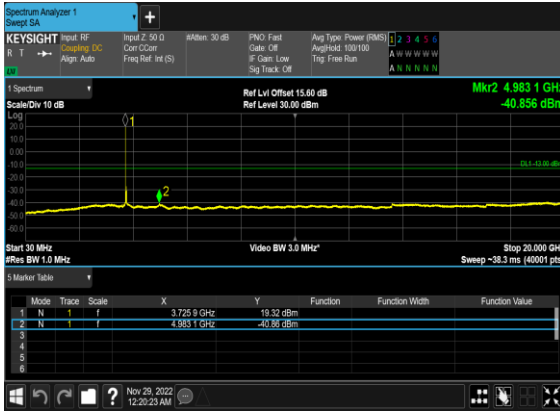 Spectrum Analyzer 1
Swept SA
+
KEYSIGHT Input: RF Input Z: 50 Ω #Atten: 30 dB PNO: Fast Avg Type: Power (RMS) 1 2 3 4 5 6
R T Coupling: DC Corr CCorr Gate: Off Avg|Hold: 100/100 A W W W W W
Align: Auto Freq Ref: Int (S) IF Gain: Low Trig: Free Run
Sig Track: Off A N N N N N
1 Spectrum Ref Lvl Offset 15.60 dB Mkr2 4.983 1 GHz
Scale/Div 10 dB Ref Level 30.00 dBm -40.856 dBm
Log
20.0
10.0
0.00
-10.0
-20.0
-30.0
-40.0
-50.0
-60.0
1
2
DL1 -13.00 dBm
Start 30 MHz Video BW 3.0 MHz* Stop 20.000 GHz
#Res BW 1.0 MHz Sweep ~38.3 ms (40001 pts)
5 Marker Table
Mode Trace Scale X Y Function Function Width Function Value
1 N 1 f 3.725 9 GHz 19.32 dBm
2 N 1 f 4.983 1 GHz -40.86 dBm
3
4
5
6
? Nov 29, 2022
12:20:23 AM